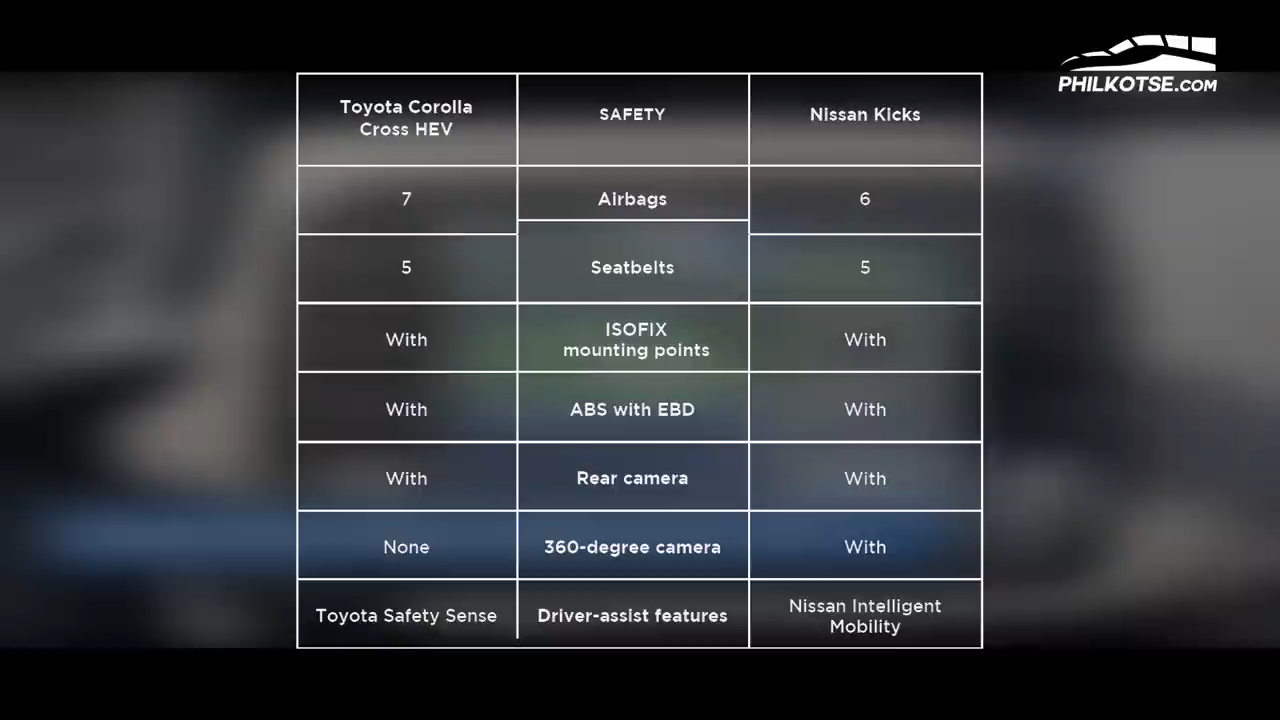 PHILKOTSE.COM
Toyota Corolla
Cross HEV
SAFETY
Nissan Kicks
7
Airbags
6
5
Seatbelts
5
With
ISOFIX
mounting points
With
With
ABS with EBD
With
With
Rear camera
With
None
360-degree camera
With
Toyota Safety Sense
Driver-assist features
Nissan Intelligent
Mobility